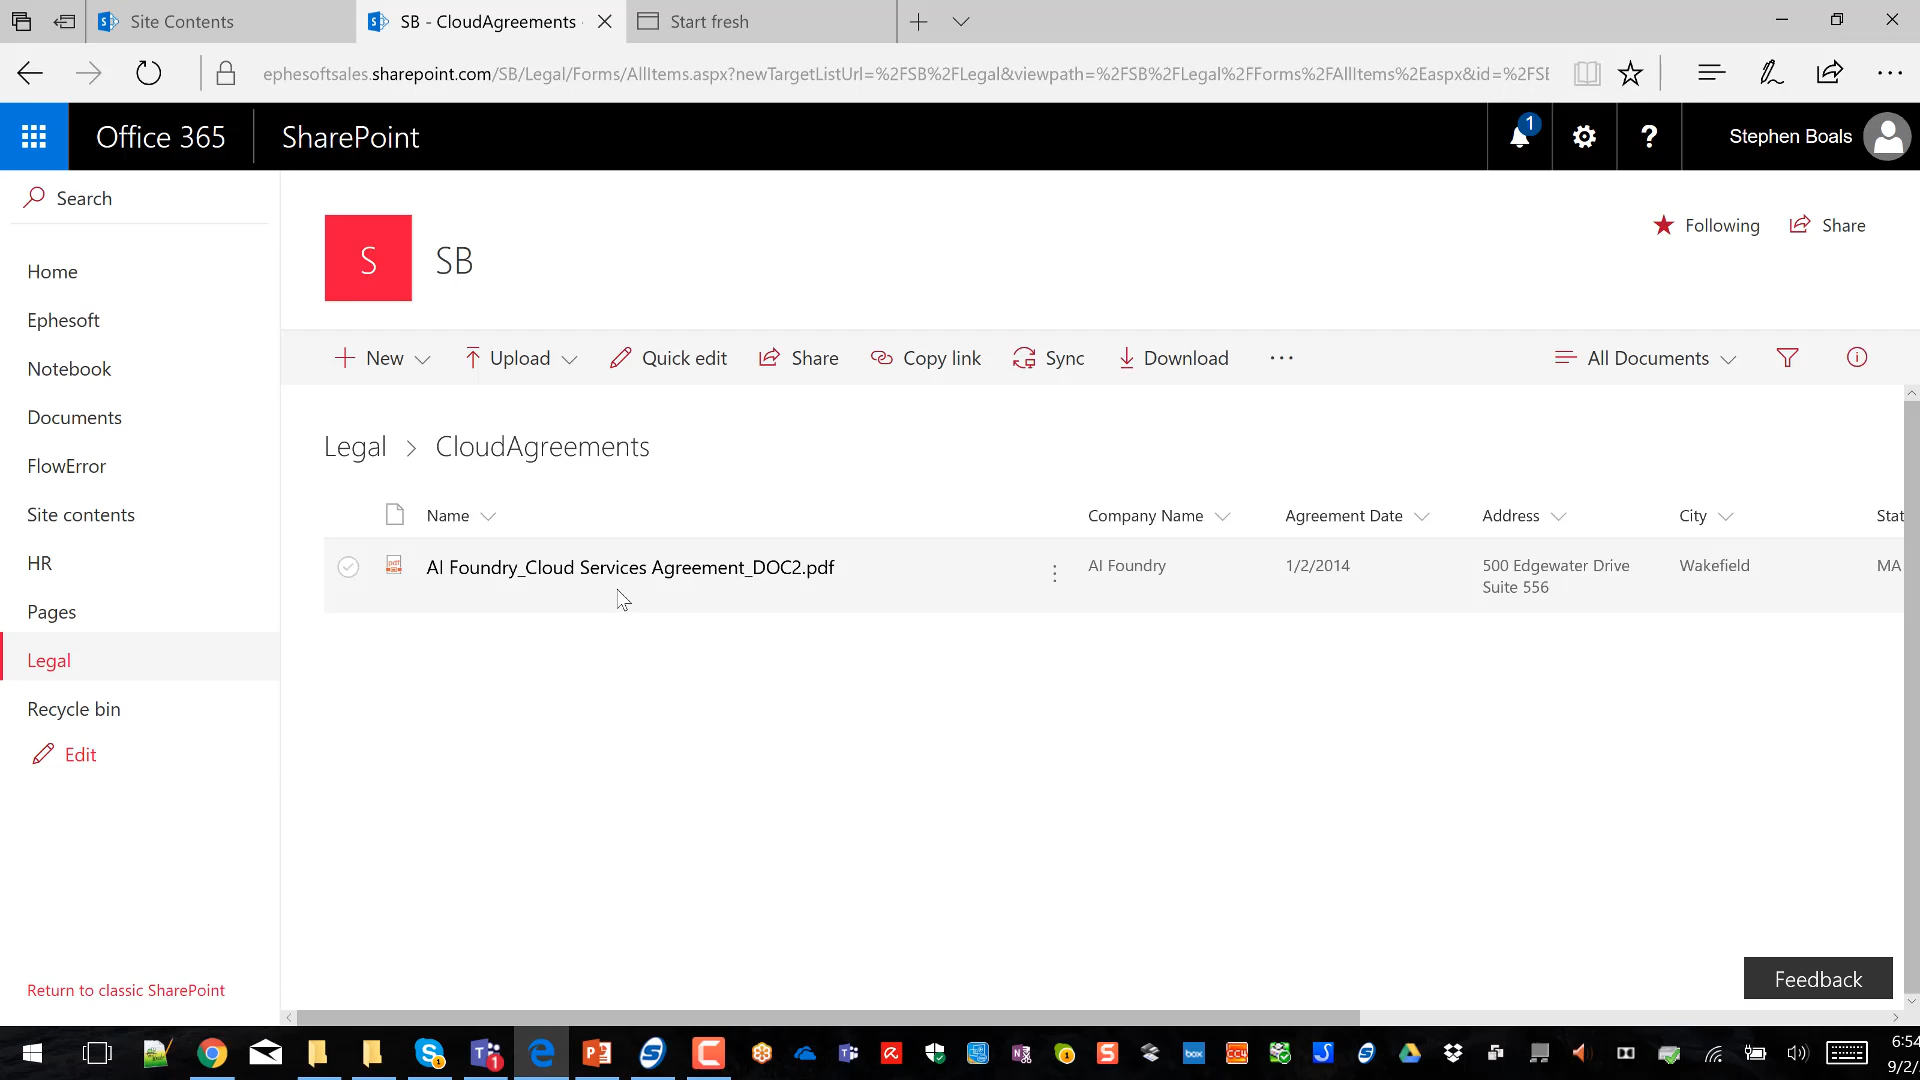 Site Contents
SB - CloudAgreements
Start fresh
ephesoftsales.sharepoint.com/SB/Legal/Forms/AllItems.aspx?newTargetListUrl=%2FSB%2FLegal&viewpath=%2FSB%2FLegal%2FForms%2FAllItems%2Easpx&id=%2FSE
Office 365
SharePoint
1
?
Stephen Boals
Search
Following
Share
S
SB
Home
Ephesoft
Notebook
Documents
FlowError
Site contents
HR
Pages
Legal
Recycle bin
Edit
Return to classic SharePoint
New
Upload
Quick edit
Share
Copy link
Sync
Download
All Documents
Legal > CloudAgreements
Name
Company Name
Agreement Date
Address
City
Stat
AI Foundry_Cloud Services Agreement_DOC2.pdf
AI Foundry
1/2/2014
500 Edgewater Drive
Suite 556
Wakefield
MA
Feedback
6:54
9/2/